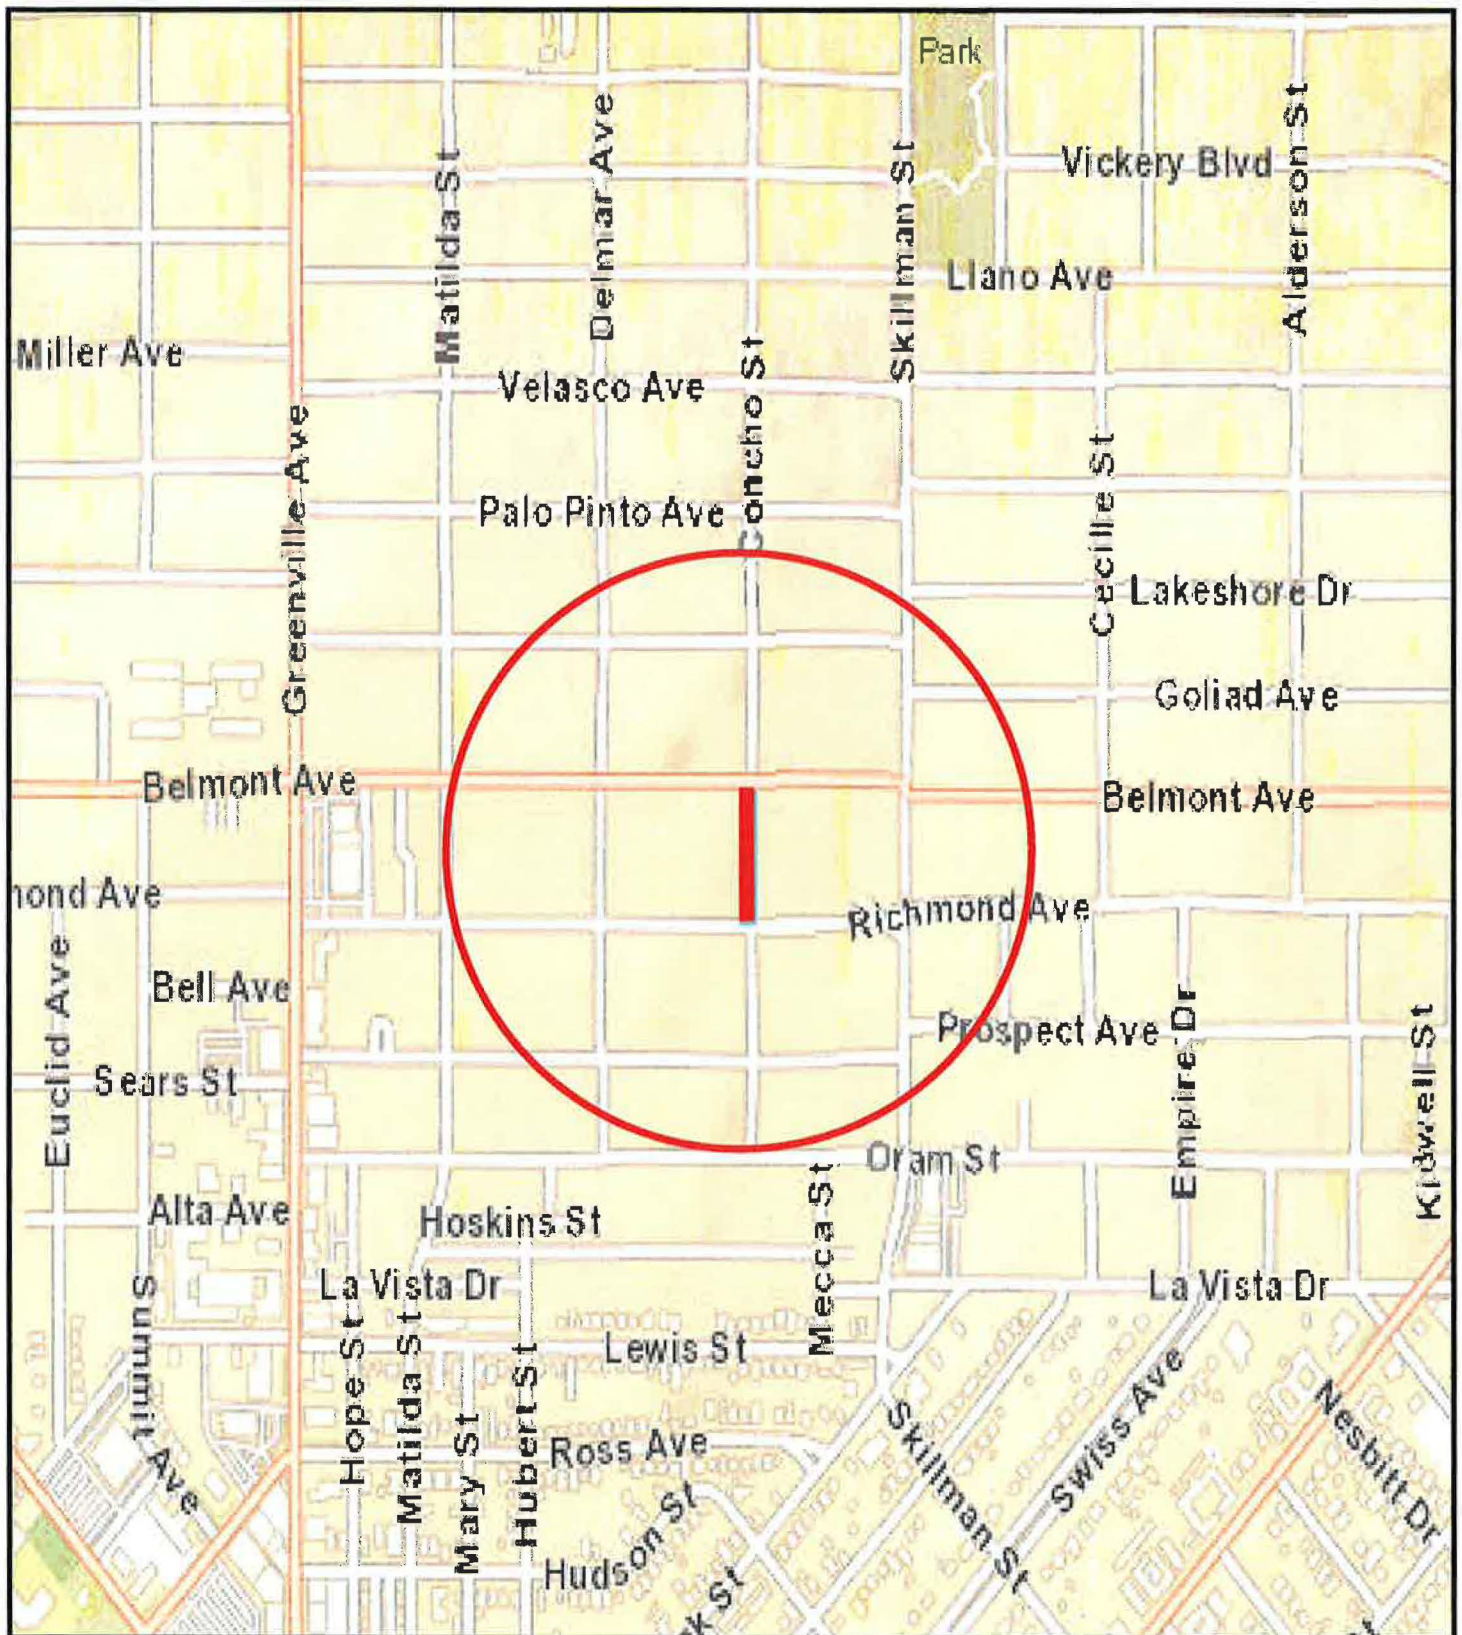 Park
Vickery Blvd
Alderson St
Matilda St
Delmar Ave
Skillman St
Llano Ave
Miller Ave
Velasco Ave
Concho St
Greenville Ave
Palo Pinto Ave
Cecille St
Lakeshore Dr
Goliad Ave
Belmont Ave
Belmont Ave
mond Ave
Richmond Ave
Euclid Ave
Bell Ave
Prospect Ave
Empire Dr
Kidwell St
Sears St
Oram St
Alta Ave
Hoskins St
Mecca St
La Vista Dr
La Vista Dr
Summit Ave
Hope St
Matilda St
Mary St
Hubert St
Lewis St
Ross Ave
Skillman St
Swiss Ave
Nesbitt Dr
Hudson St
St